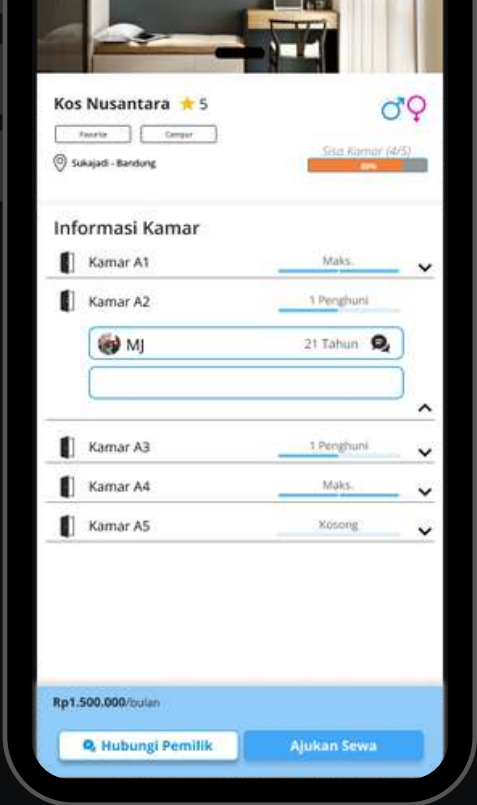 Kos Nusantara 5
Favorite Campur
Sukajadi - Bandung
Sisa Kamar (4/5)
80%
Informasi Kamar
Kamar A1 Maks.
Kamar A2 1 Penghuni
MJ 21 Tahun
Kamar A3 1 Penghuni
Kamar A4 Maks.
Kamar A5 Kosong
Rp1.500.000/bulan
Hubungi Pemilik Ajukan Sewa